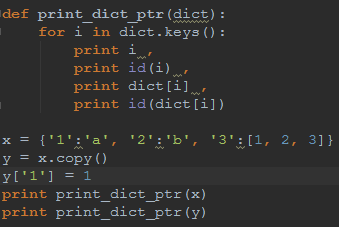 def print_dict_ptr(dict):
    for i in dict.keys():
        print i ,
        print id(i) ,
        print dict[i] ,
        print id(dict[i])
x = {'1':'a', '2':'b', '3':[1, 2, 3]}
y = x.copy()
y['1'] = 1
print print_dict_ptr(x)
print print_dict_ptr(y)